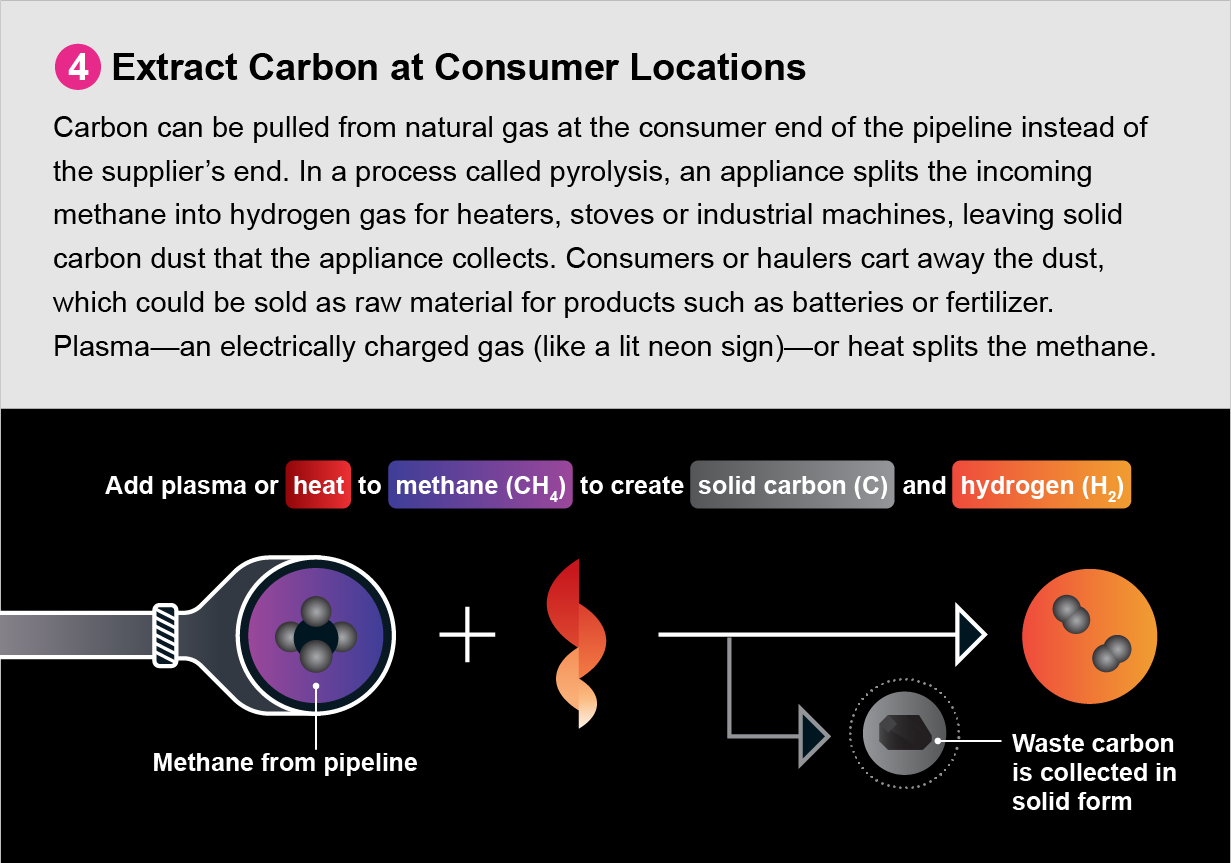 4 Extract Carbon at Consumer Locations
Carbon can be pulled from natural gas at the consumer end of the pipeline instead of
the supplier’s end. In a process called pyrolysis, an appliance splits the incoming
methane into hydrogen gas for heaters, stoves or industrial machines, leaving solid
carbon dust that the appliance collects. Consumers or haulers cart away the dust,
which could be sold as raw material for products such as batteries or fertilizer.
Plasma—an electrically charged gas (like a lit neon sign)—or heat splits the methane.
Add plasma or heat to methane (CH₄) to create solid carbon (C) and hydrogen (H₂)
Methane from pipeline
Waste carbon
is collected in
solid form